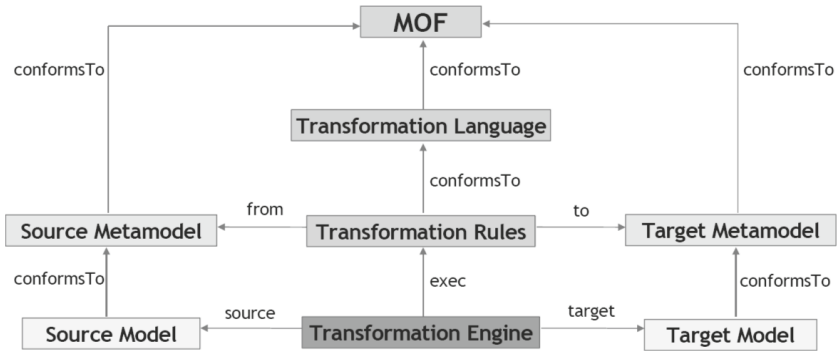 MOF
conformsTo
conformsTo
conformsTo
Transformation Language
conformsTo
from
to
Source Metamodel
Transformation Rules
Target Metamodel
conformsTo
exec
conformsTo
source
target
Source Model
Transformation Engine
Target Model